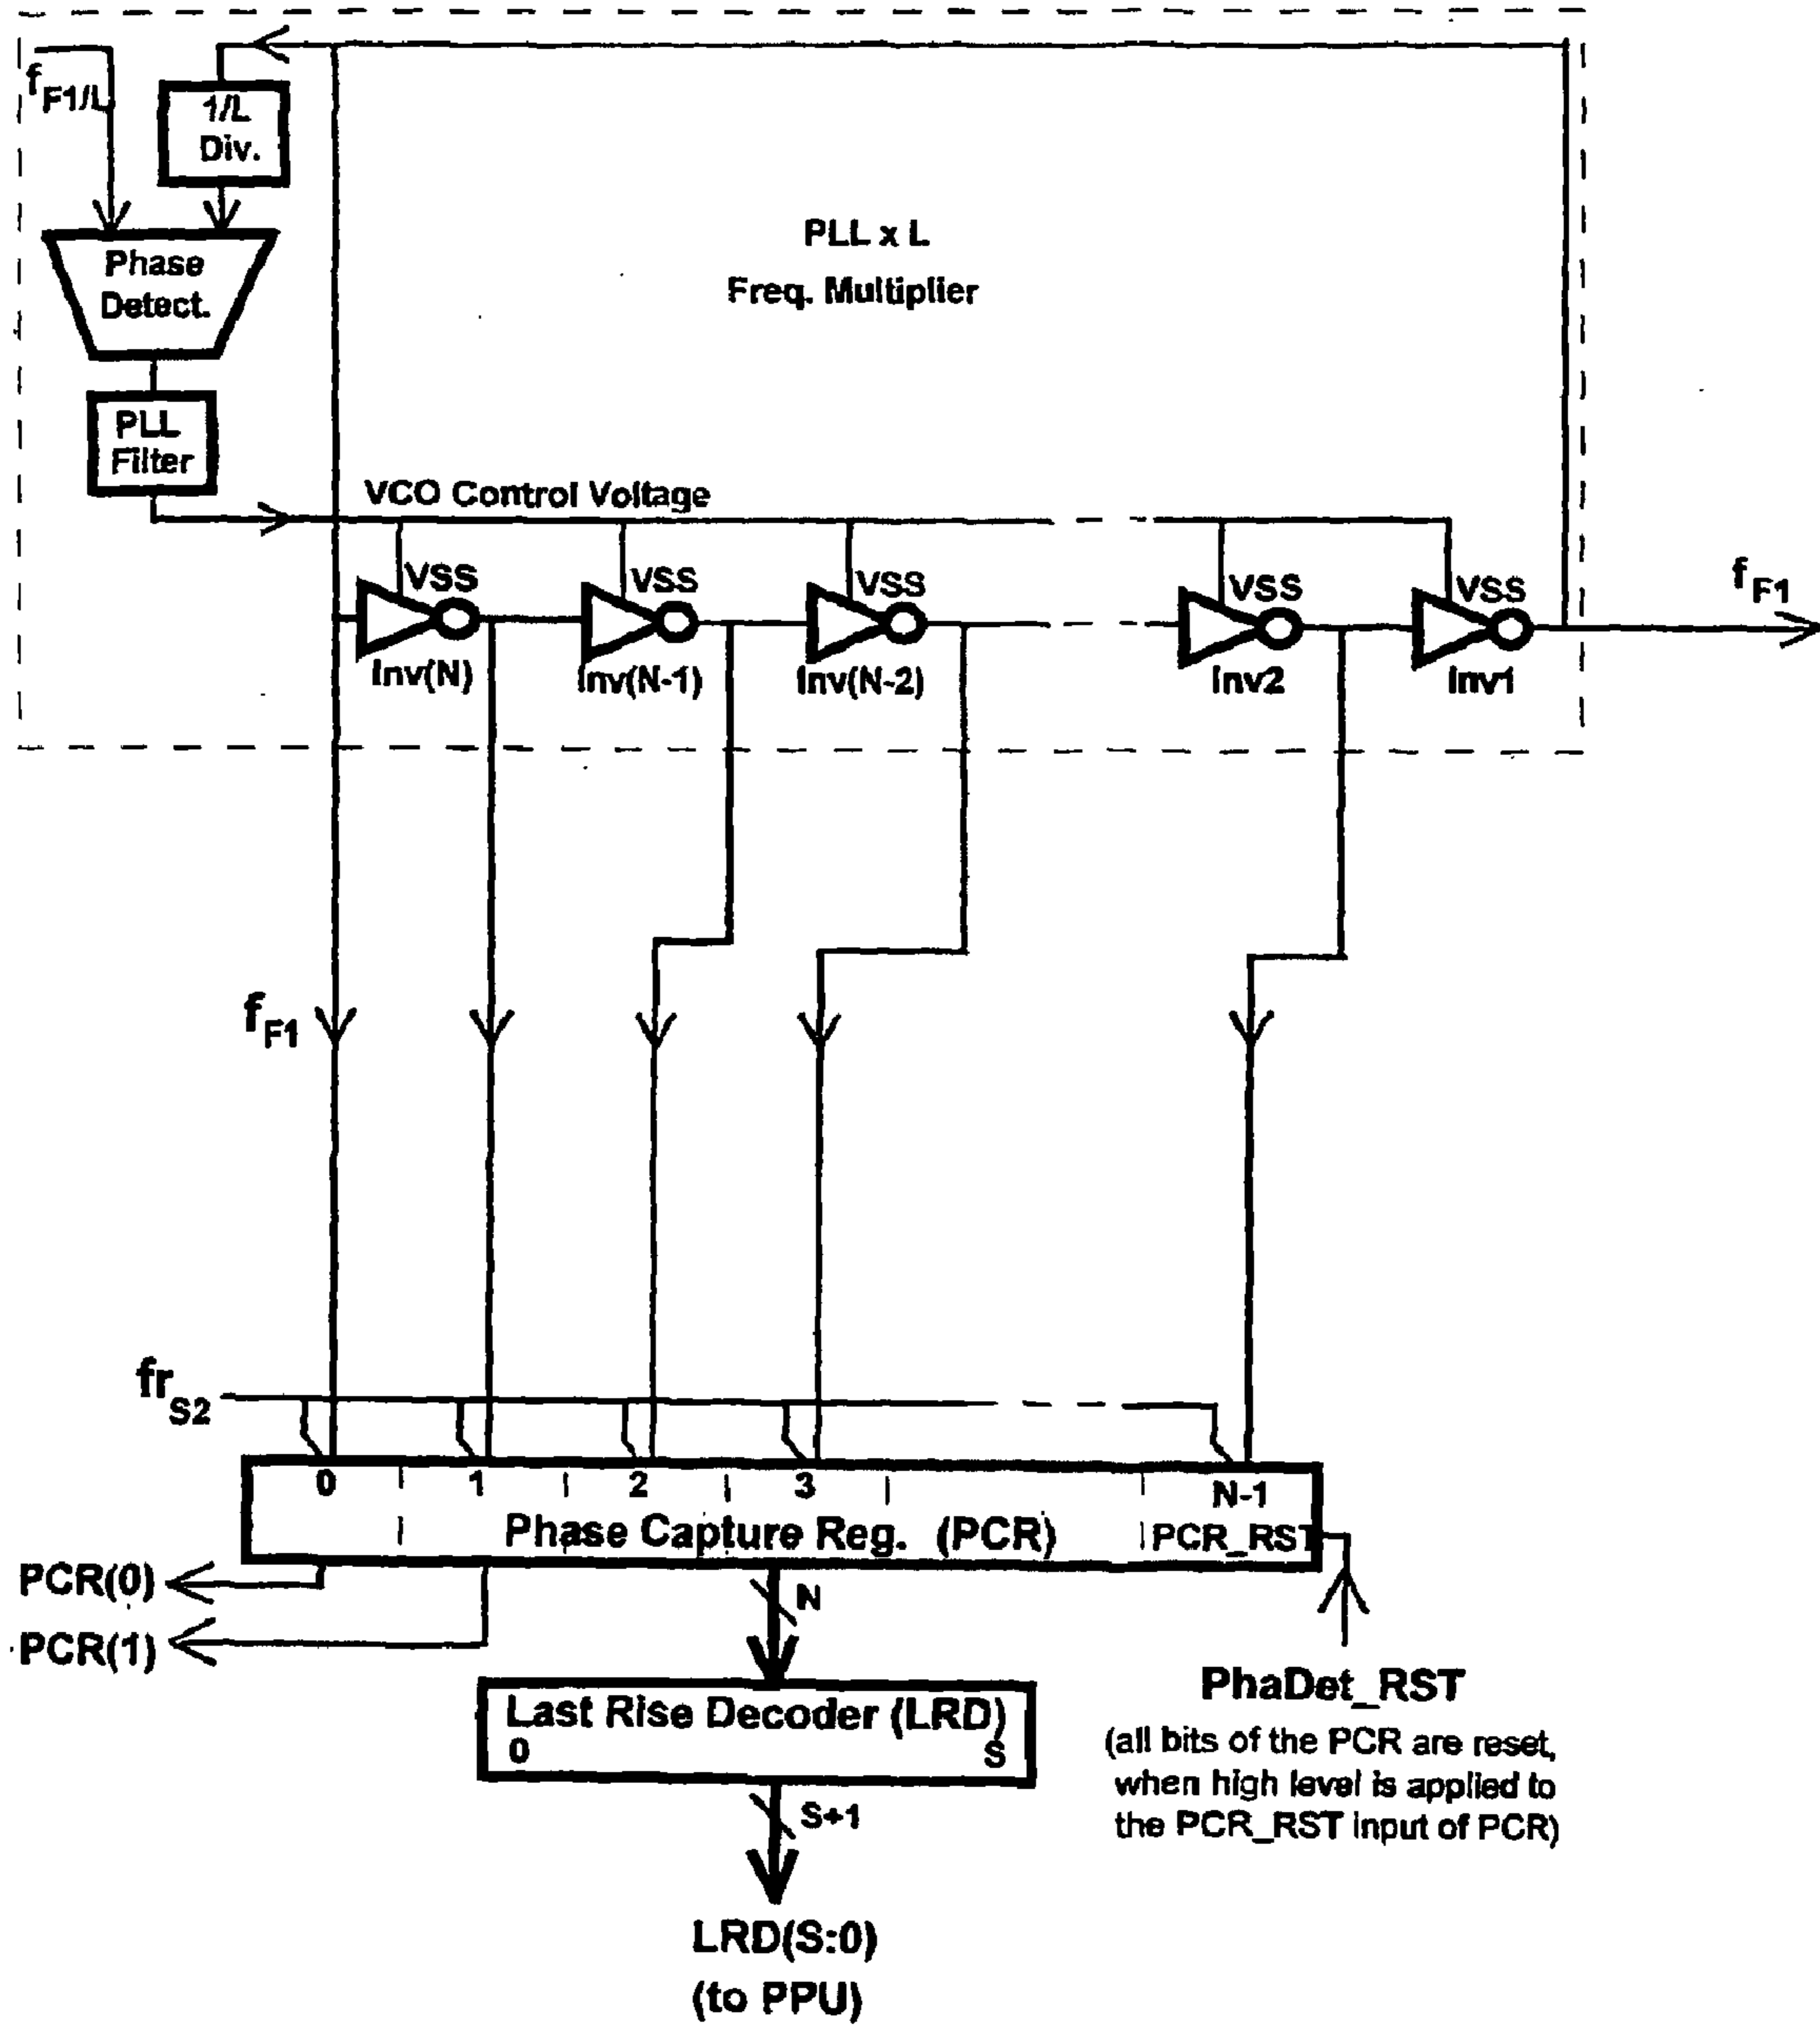 f F1/L
1/L
Div.
Phase
Detect.
PLL
Filter
PLL x L
Freq. Multiplier
VCO Control Voltage
VSS
VSS
VSS
VSS
VSS
Inv(N)
Inv(N-1)
Inv(N-2)
Inv2
Inv1
f F1
f F1
fr S2
0
1
2
3
N-1
Phase Capture Reg. (PCR)
PCR_RST
PCR(0)
PCR(1)
N
Last Rise Decoder (LRD)
0
S
S+1
LRD(S:0)
(to PPU)
PhaDet_RST
(all bits of the PCR are reset,
when high level is applied to
the PCR_RST input of PCR)